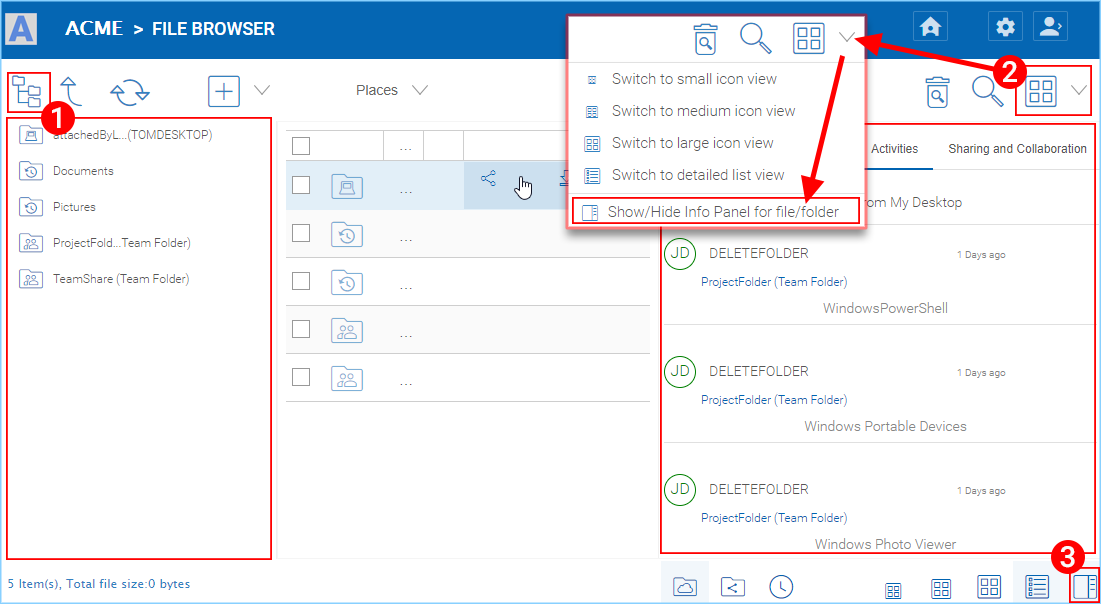 A
ACME > FILE BROWSER
2
Places
1
Switch to small icon view
Switch to medium icon view
Switch to large icon view
Switch to detailed list view
Show/Hide Info Panel for file/folder
attachedByL...(TOMDESKTOP)
Documents
Pictures
ProjectFold...Team Folder)
TeamShare (Team Folder)
...
...
...
...
...
...
Activities
Sharing and Collaboration
om My Desktop
JD
DELETEFOLDER
1 Days ago
ProjectFolder (Team Folder)
WindowsPowerShell
JD
DELETEFOLDER
1 Days ago
ProjectFolder (Team Folder)
Windows Portable Devices
JD
DELETEFOLDER
1 Days ago
ProjectFolder (Team Folder)
Windows Photo Viewer
3
5 Item(s), Total file size:0 bytes